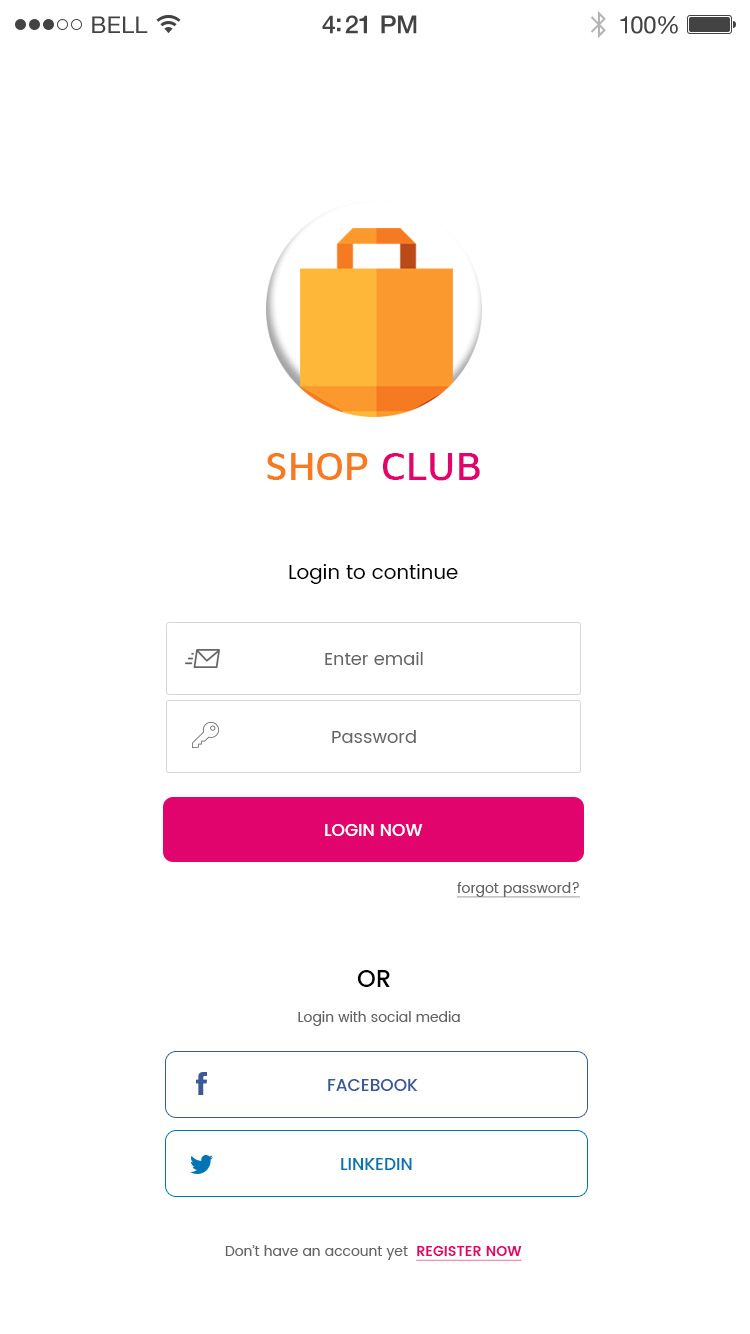 BELL 4:21 PM 100%
SHOP CLUB
Login to continue
Enter email
Password
LOGIN NOW
forgot password?
OR
Login with social media
FACEBOOK
LINKEDIN
Don't have an account yet REGISTER NOW